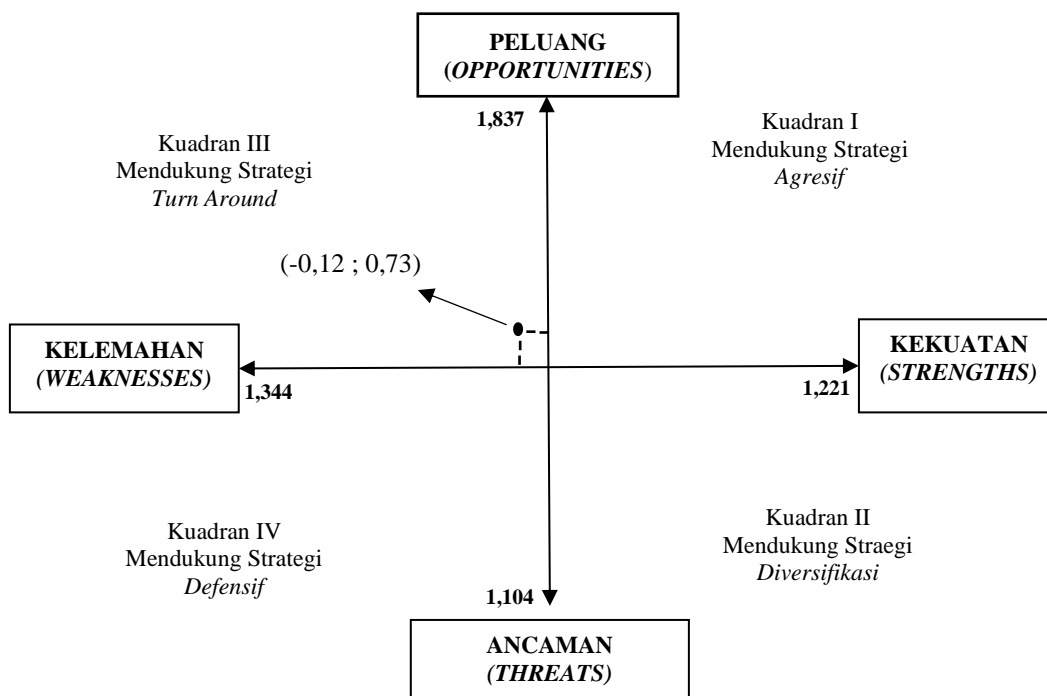 PELUANG
(OPPORTUNITIES)
1,837
Kuadran III
Mendukung Strategi
Turn Around
Kuadran I
Mendukung Strategi
Agresif
(-0,12 ; 0,73)
KELEMAHAN
(WEAKNESSES)
1,344
KEKUATAN
(STRENGTHS)
1,221
Kuadran IV
Mendukung Strategi
Defensif
Kuadran II
Mendukung Straegi
Diversifikasi
1,104
ANCAMAN
(THREATS)